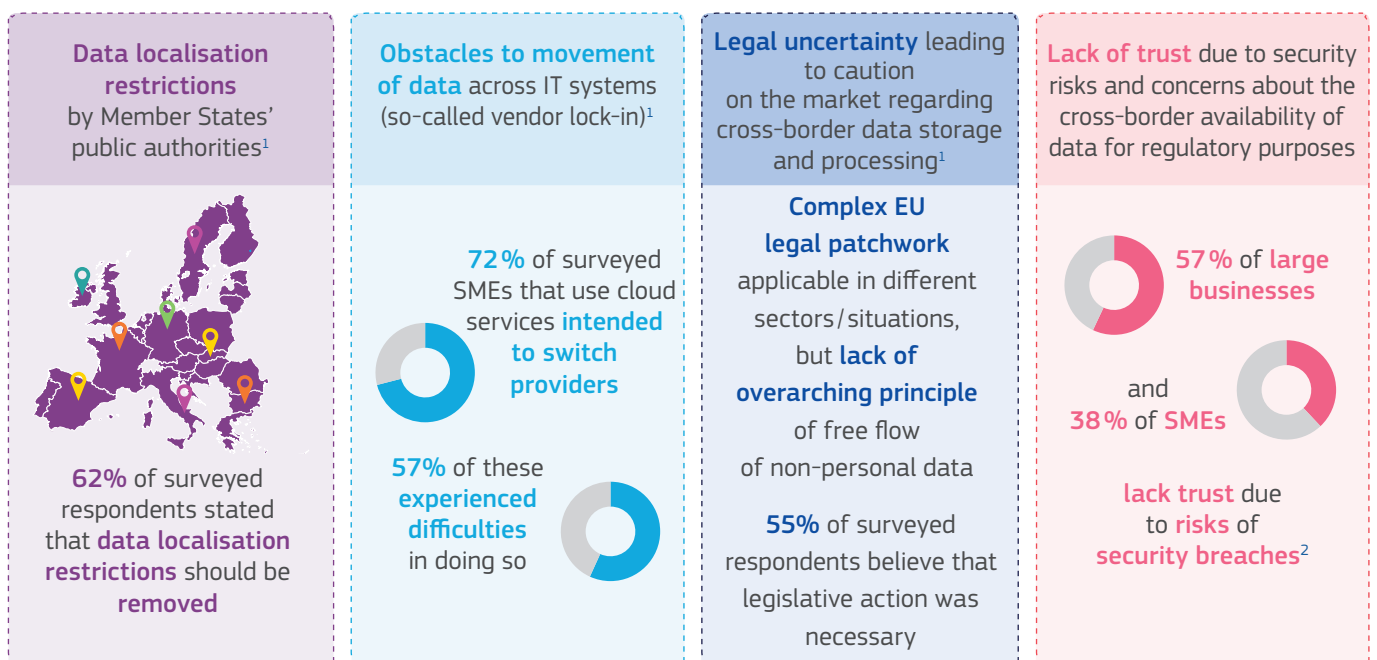 Data localisation
restrictions
by Member States’
public authorities¹
62% of surveyed
respondents stated
that data localisation
restrictions should be
removed
Obstacles to movement
of data across IT systems
(so-called vendor lock-in)¹
72 % of surveyed
SMEs that use cloud
services intended
to switch
providers
57% of these
experienced
difficulties
in doing so
Legal uncertainty leading
to caution
on the market regarding
cross-border data storage
and processing¹
Complex EU
legal patchwork
applicable in different
sectors/situations,
but lack of
overarching principle
of free flow
of non-personal data
55% of surveyed
respondents believe that
legislative action was
necessary
Lack of trust due to security
risks and concerns about the
cross-border availability of
data for regulatory purposes
57 % of large
businesses
and
38 % of SMEs
lack trust due
to risks of
security breaches²